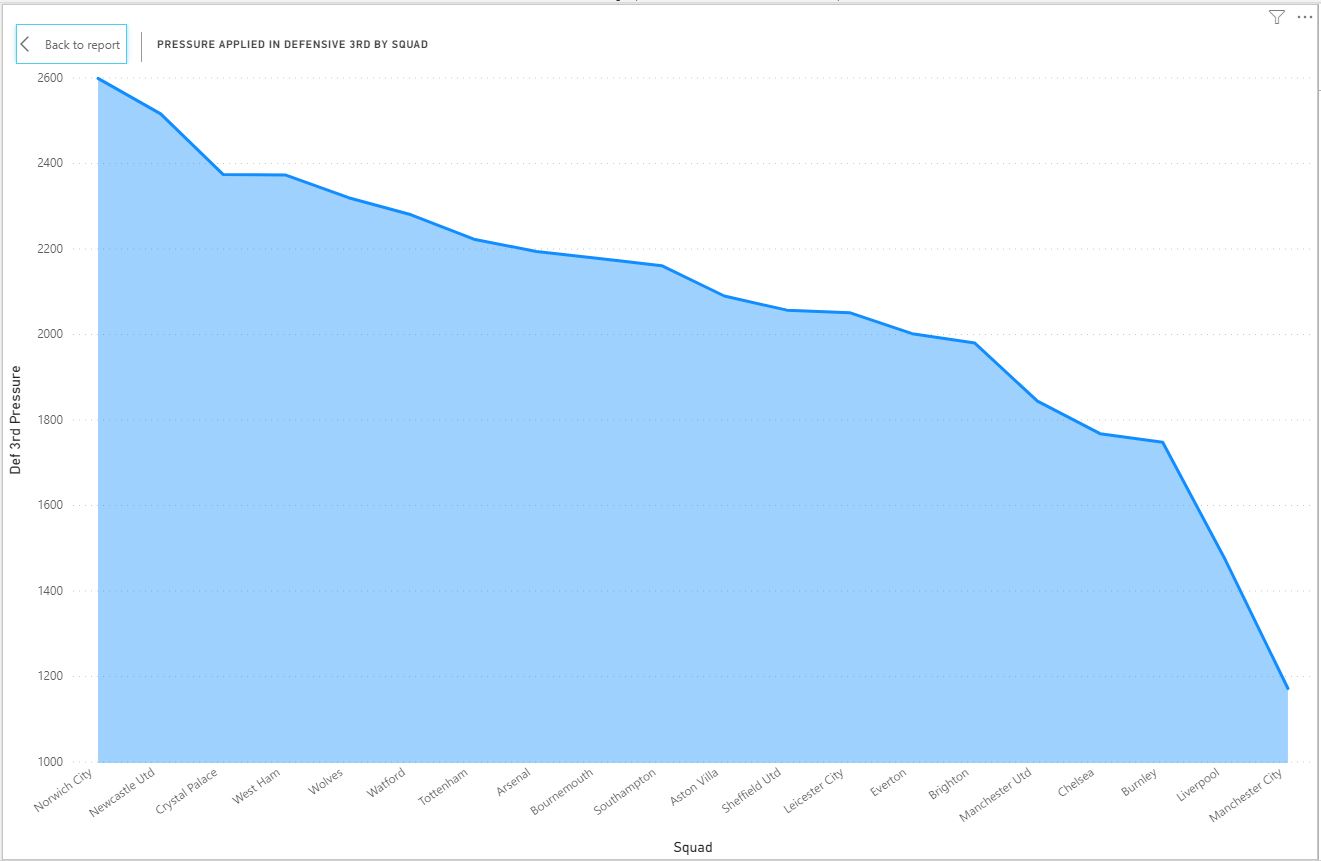 Back to report
PRESSURE APPLIED IN DEFENSIVE 3RD BY SQUAD
2600
2400
2200
2000
1800
1600
1400
1200
1000
Def 3rd Pressure
Norwich City
Newcastle Utd
Crystal Palace
West Ham
Wolves
Watford
Tottenham
Arsenal
Bournemouth
Southampton
Aston Villa
Sheffield Utd
Leicester City
Everton
Brighton
Manchester Utd
Chelsea
Burnley
Liverpool
Manchester City
Squad